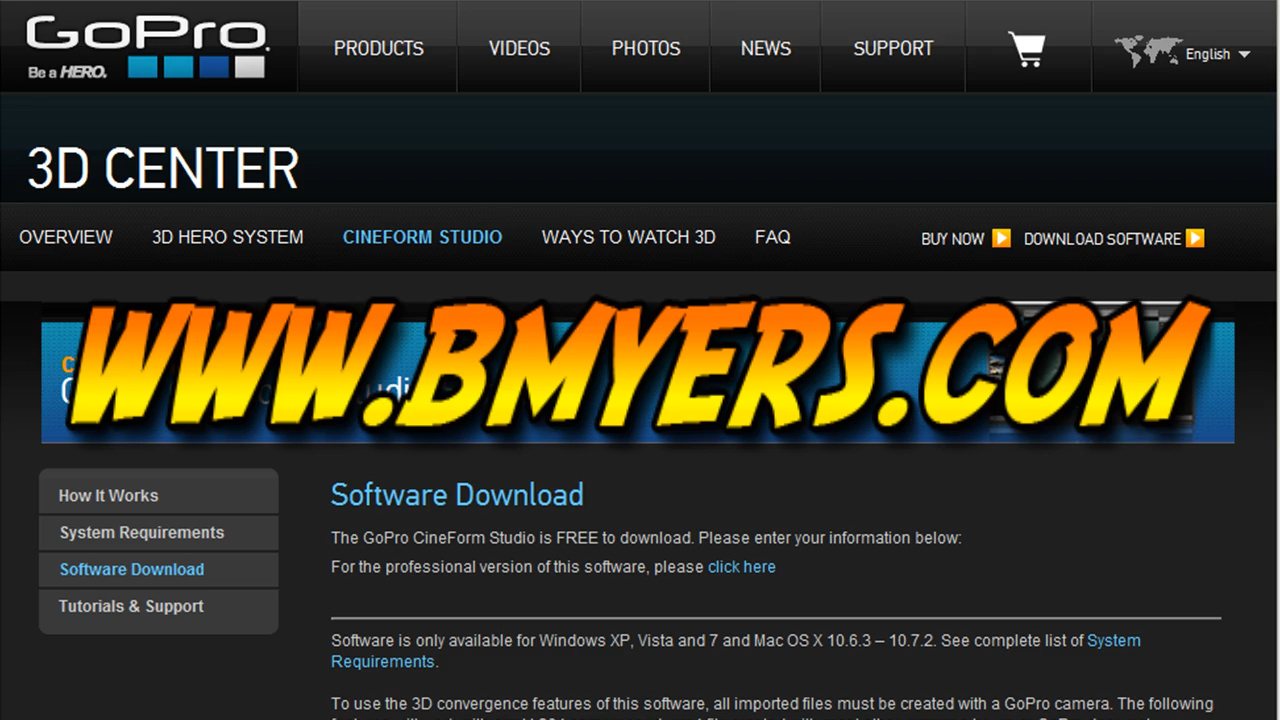 GoPro.
Be a HERO.
PRODUCTS
VIDEOS
PHOTOS
NEWS
SUPPORT
English
3D CENTER
OVERVIEW
3D HERO SYSTEM
CINEFORM STUDIO
WAYS TO WATCH 3D
FAQ
BUY NOW
DOWNLOAD SOFTWARE
WWW.BMYERS.COM
How It Works
System Requirements
Software Download
Tutorials & Support
Software Download
The GoPro CineForm Studio is FREE to download. Please enter your information below:
For the professional version of this software, please click here
Software is only available for Windows XP, Vista and 7 and Mac OS X 10.6.3 – 10.7.2. See complete list of System
Requirements.
To use the 3D convergence features of this software, all imported files must be created with a GoPro camera. The following